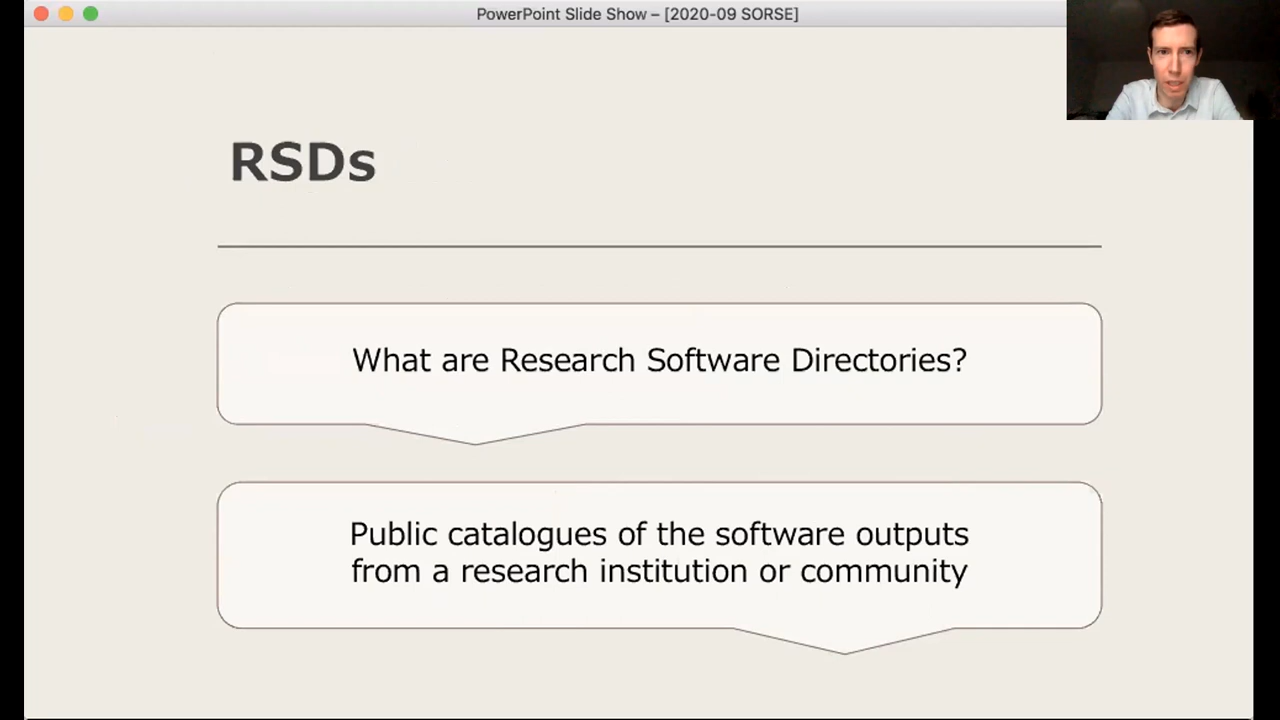 PowerPoint Slide Show – [2020-09 SORSE]
RSDs
What are Research Software Directories?
Public catalogues of the software outputs
from a research institution or community